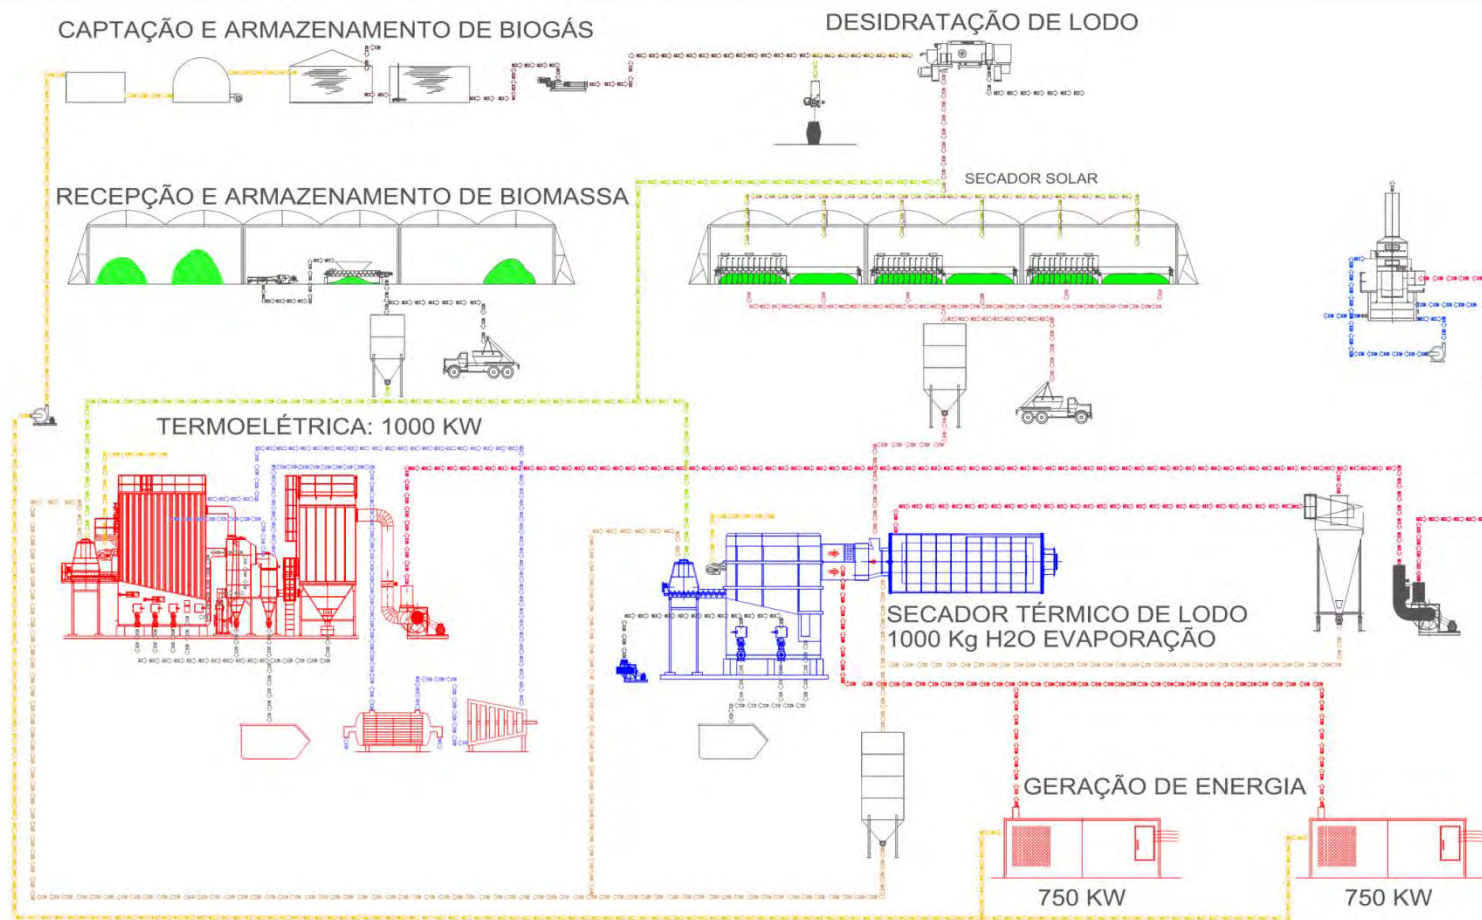 CAPTAÇÃO E ARMAZENAMENTO DE BIOGÁS
DESIDRATAÇÃO DE LODO
RECEPÇÃO E ARMAZENAMENTO DE BIOMASSA
SECADOR SOLAR
TERMOELÉTRICA: 1000 KW
SECADOR TÉRMICO DE LODO
1000 Kg H2O EVAPORAÇÃO
GERAÇÃO DE ENERGIA
750 KW
750 KW